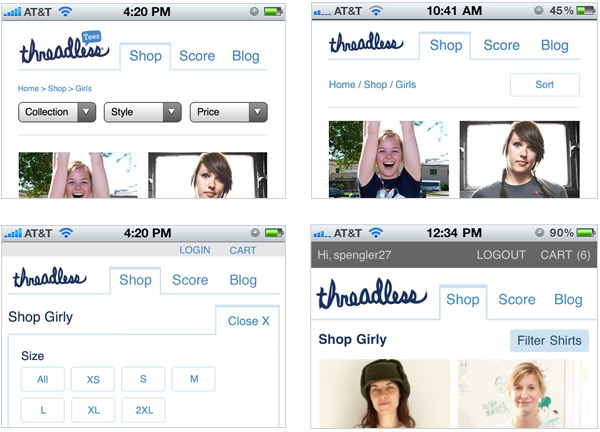 AT&T 4:20 PM
threadless Tees
Shop Score Blog
Home > Shop > Girls
Collection Style Price
AT&T 10:41 AM 45%
threadless
Shop Score Blog
Home / Shop / Girls Sort
AT&T 4:20 PM
LOGIN CART
threadless
Shop Score Blog
Shop Girly Close X
Size
All XS S M
L XL 2XL
AT&T 12:34 PM 90%
Hi, spengler27 LOGOUT CART (6)
threadless
Shop Score Blog
Shop Girly Filter Shirts